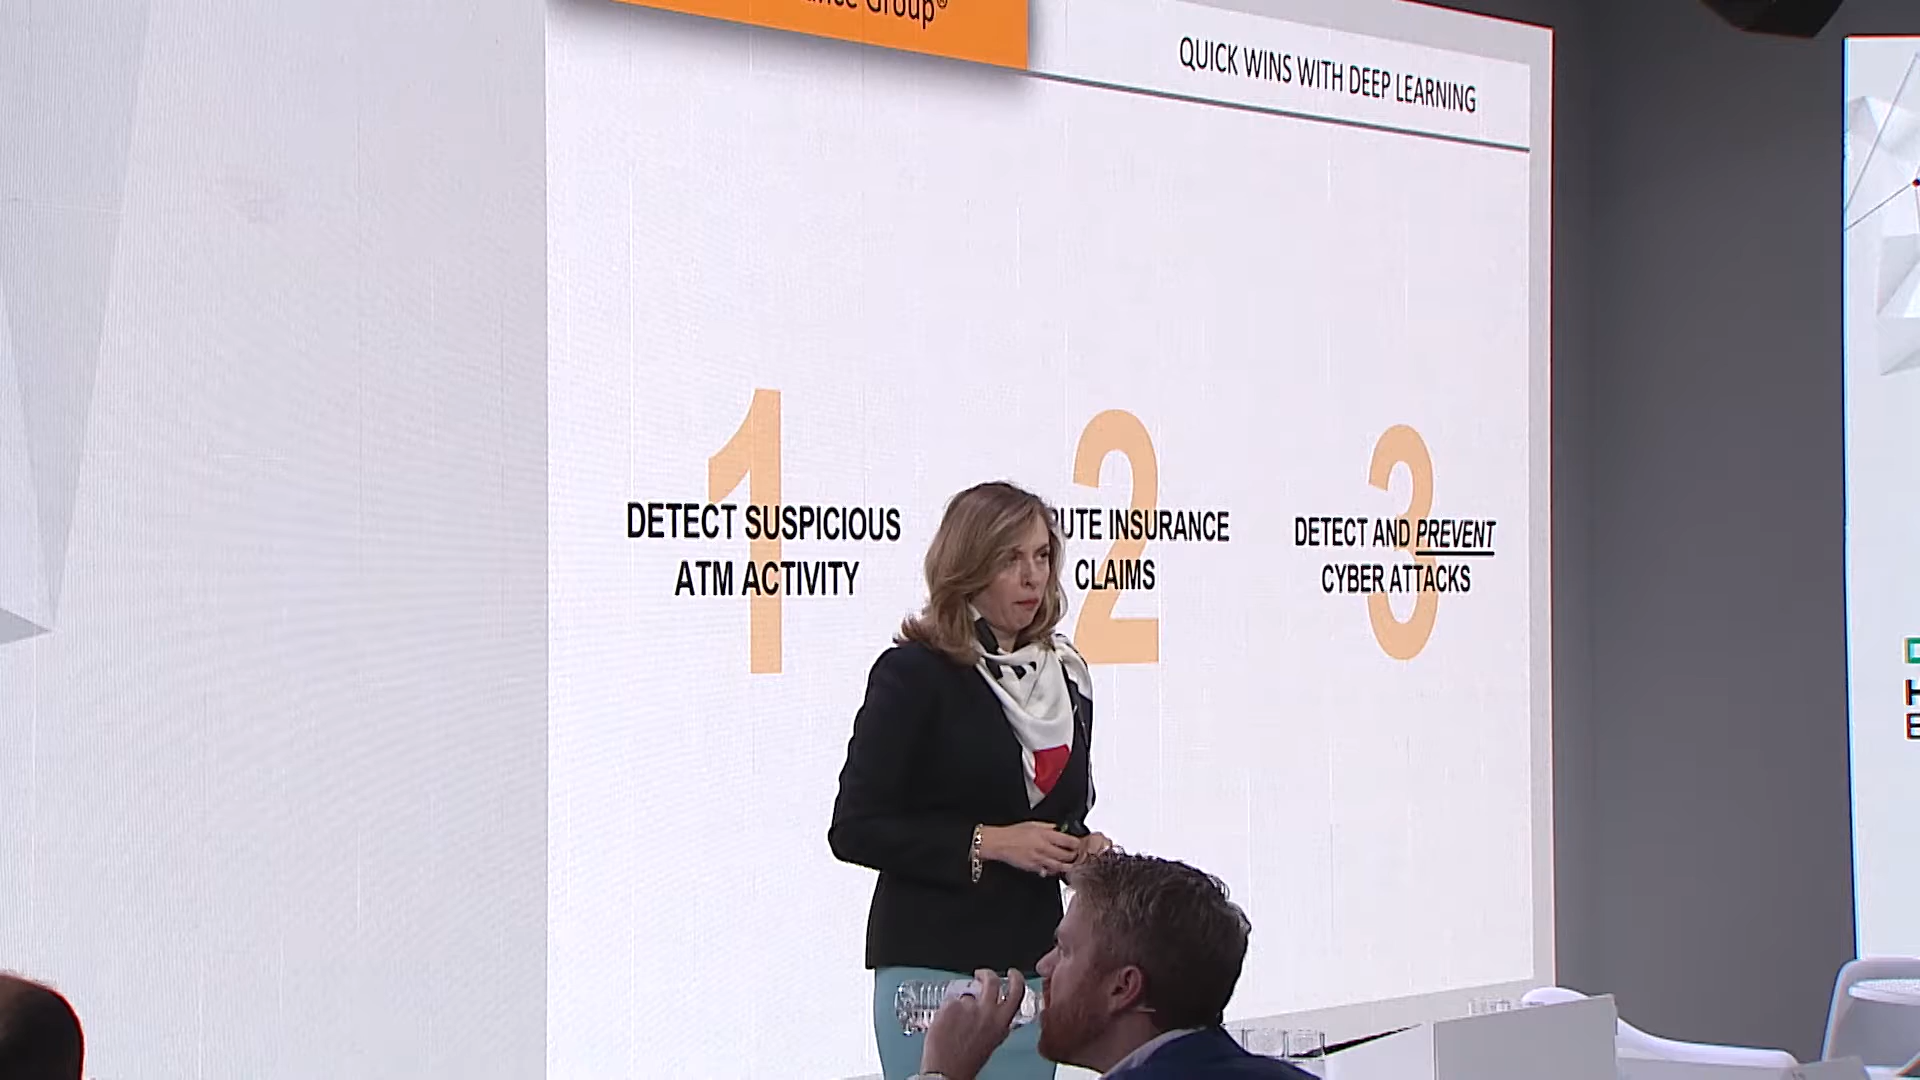 Group®
QUICK WINS WITH DEEP LEARNING
1
DETECT SUSPICIOUS
ATM ACTIVITY
2
INSURANCE
CLAIMS
3
DETECT AND PREVENT
CYBER ATTACKS